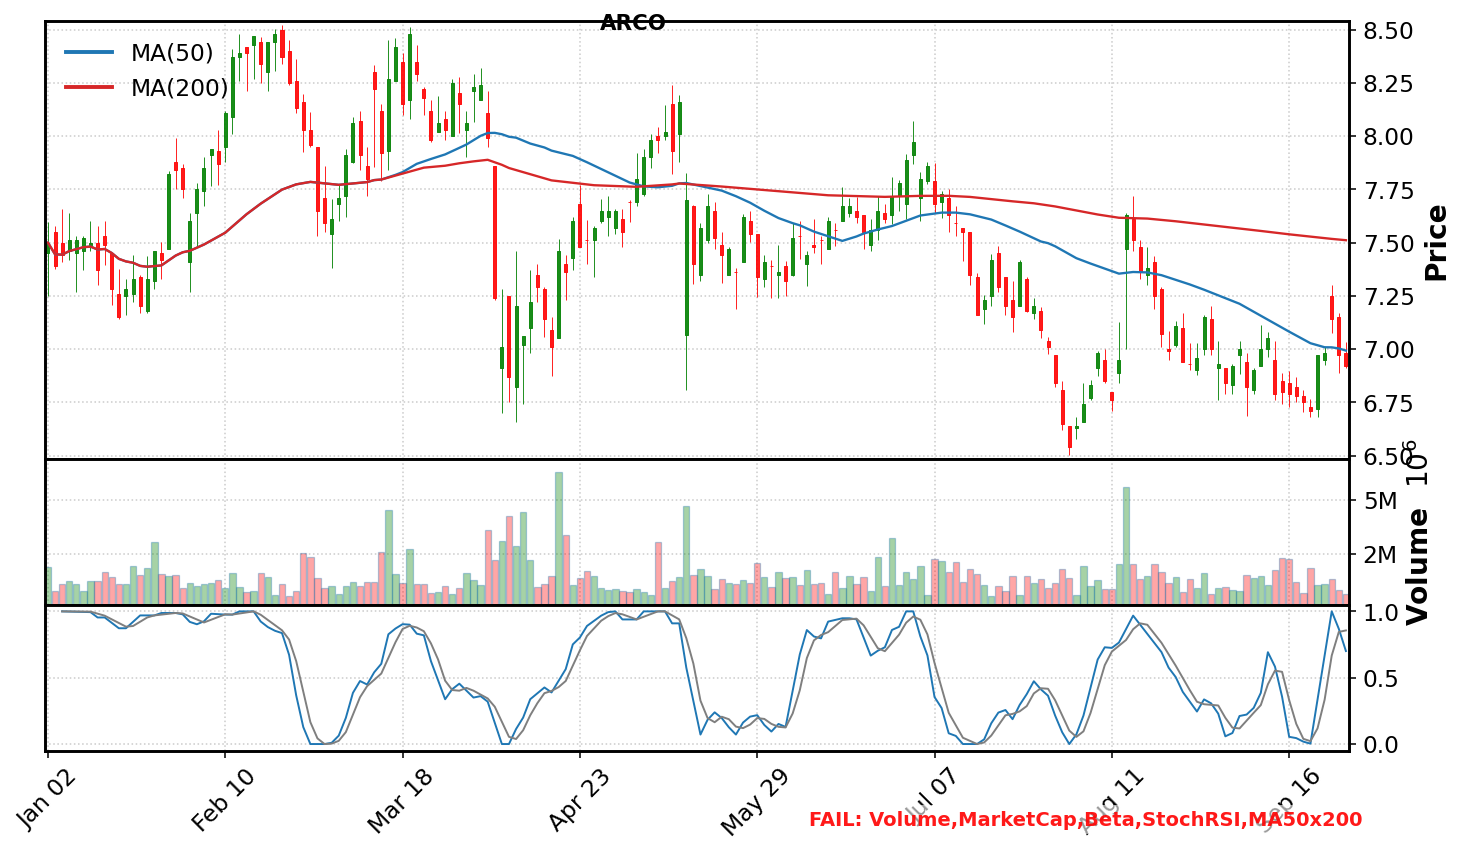 ARCO
MA(50)
MA(200)
8.50
8.25
8.00
7.75
7.50
7.25
7.00
6.75
6.50
Price
10^6
5M
2M
Volume
1.0
0.5
0.0
Jan 02
Feb 10
Mar 18
Apr 23
May 29
Jul 07
Aug 11
Sep 16
FAIL: Volume,MarketCap,Beta,StochRSI,MA50x200